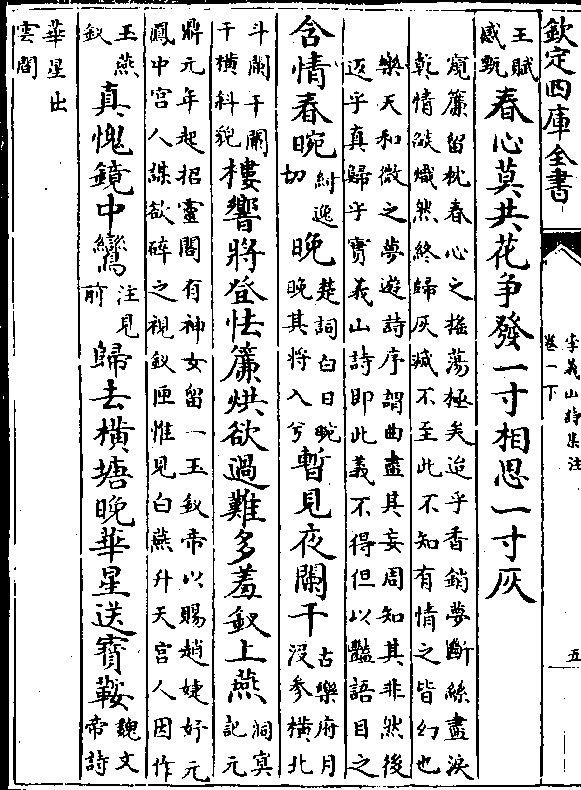 欽定四庫全書
李義山詩集注
卷一下
五
王賦
感甄
春心莫共花爭發一寸相思一寸灰
窺簾留枕春心之搖蕩極矣迨乎香銷夢斷絲盡淚
乾情燄熾然終歸灰滅不至此不知有情之皆幻也
樂天和微之夢遊詩序謂曲盡其妄周知其非然後
返乎真歸乎實義山詩即此義不得但以豔語目之
含情春晼
切
晚
楚詞白日晼
晚其將入兮
暫見夜闌干
古樂府月
没參橫北
斗闌干闌
干橫斜貌
樓響將登怯簾烘欲過難多羞釵上燕
洞冥
記元
鼎元年起招靈閣有神女留一玉釵帝以賜趙婕妤元
鳳中宮人謀欲碎之視釵匣惟見白燕升天宮人因作
玉燕
釵
真愧鏡中鸞
注見
前
歸去橫塘晚華星送寶鞍
魏文
帝詩
華星出
雲間